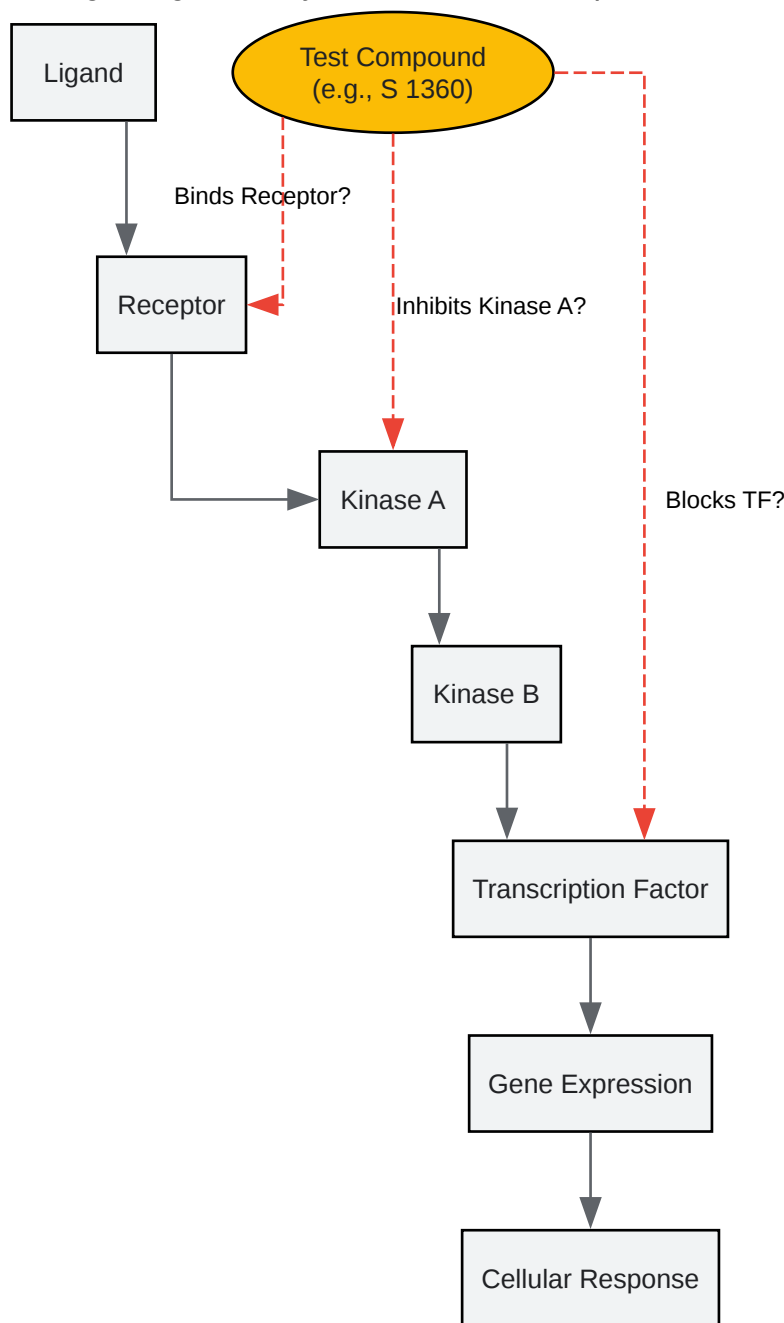 Ligand
Test Compound
(e.g., S 1360)
Binds Receptor?
Receptor
Inhibits Kinase A?
Kinase A
Blocks TF?
Kinase B
Transcription Factor
Gene Expression
Cellular Response